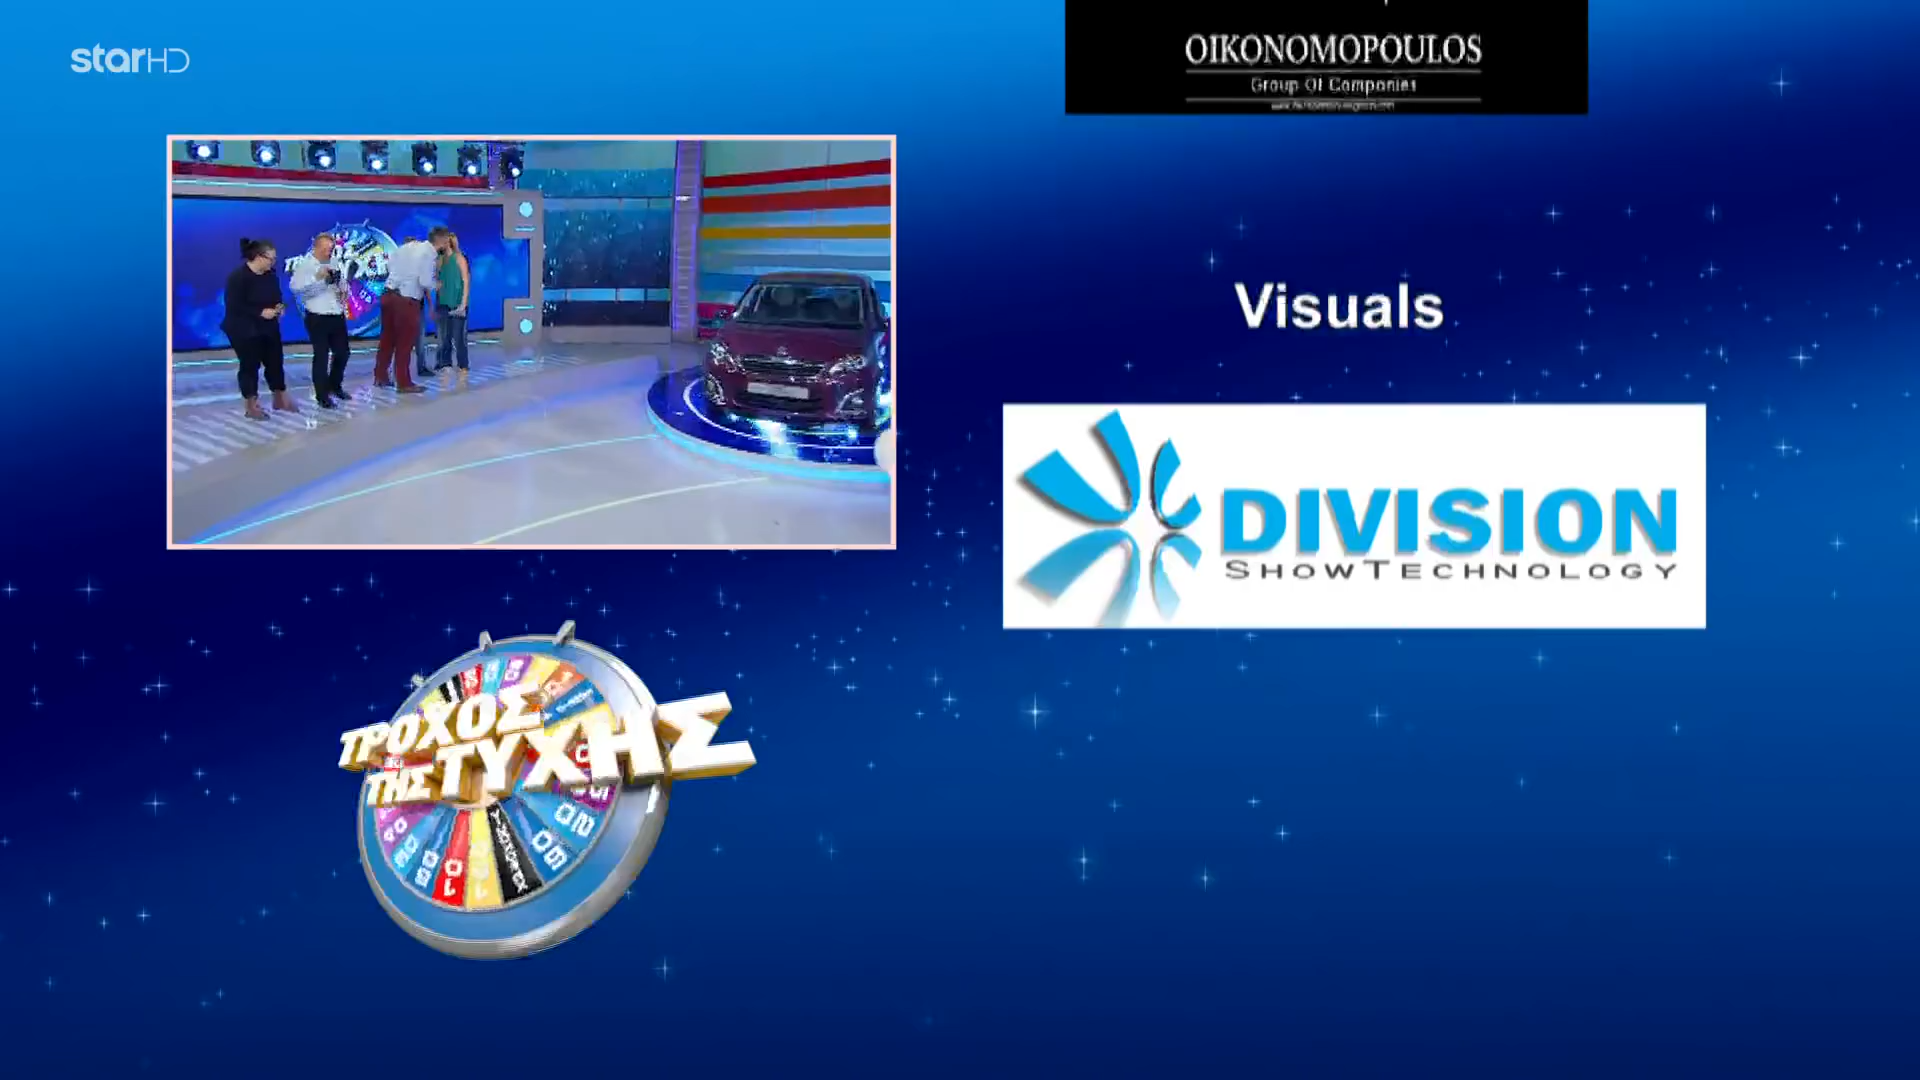 starHD
OIKONOMOPOULOS
Group Of Companies
Visuals
DIVISION
SHOWTECHNOLOGY
ΤΡΟΧΟΣ
ΤΗΣ ΤΥΧΗΣ